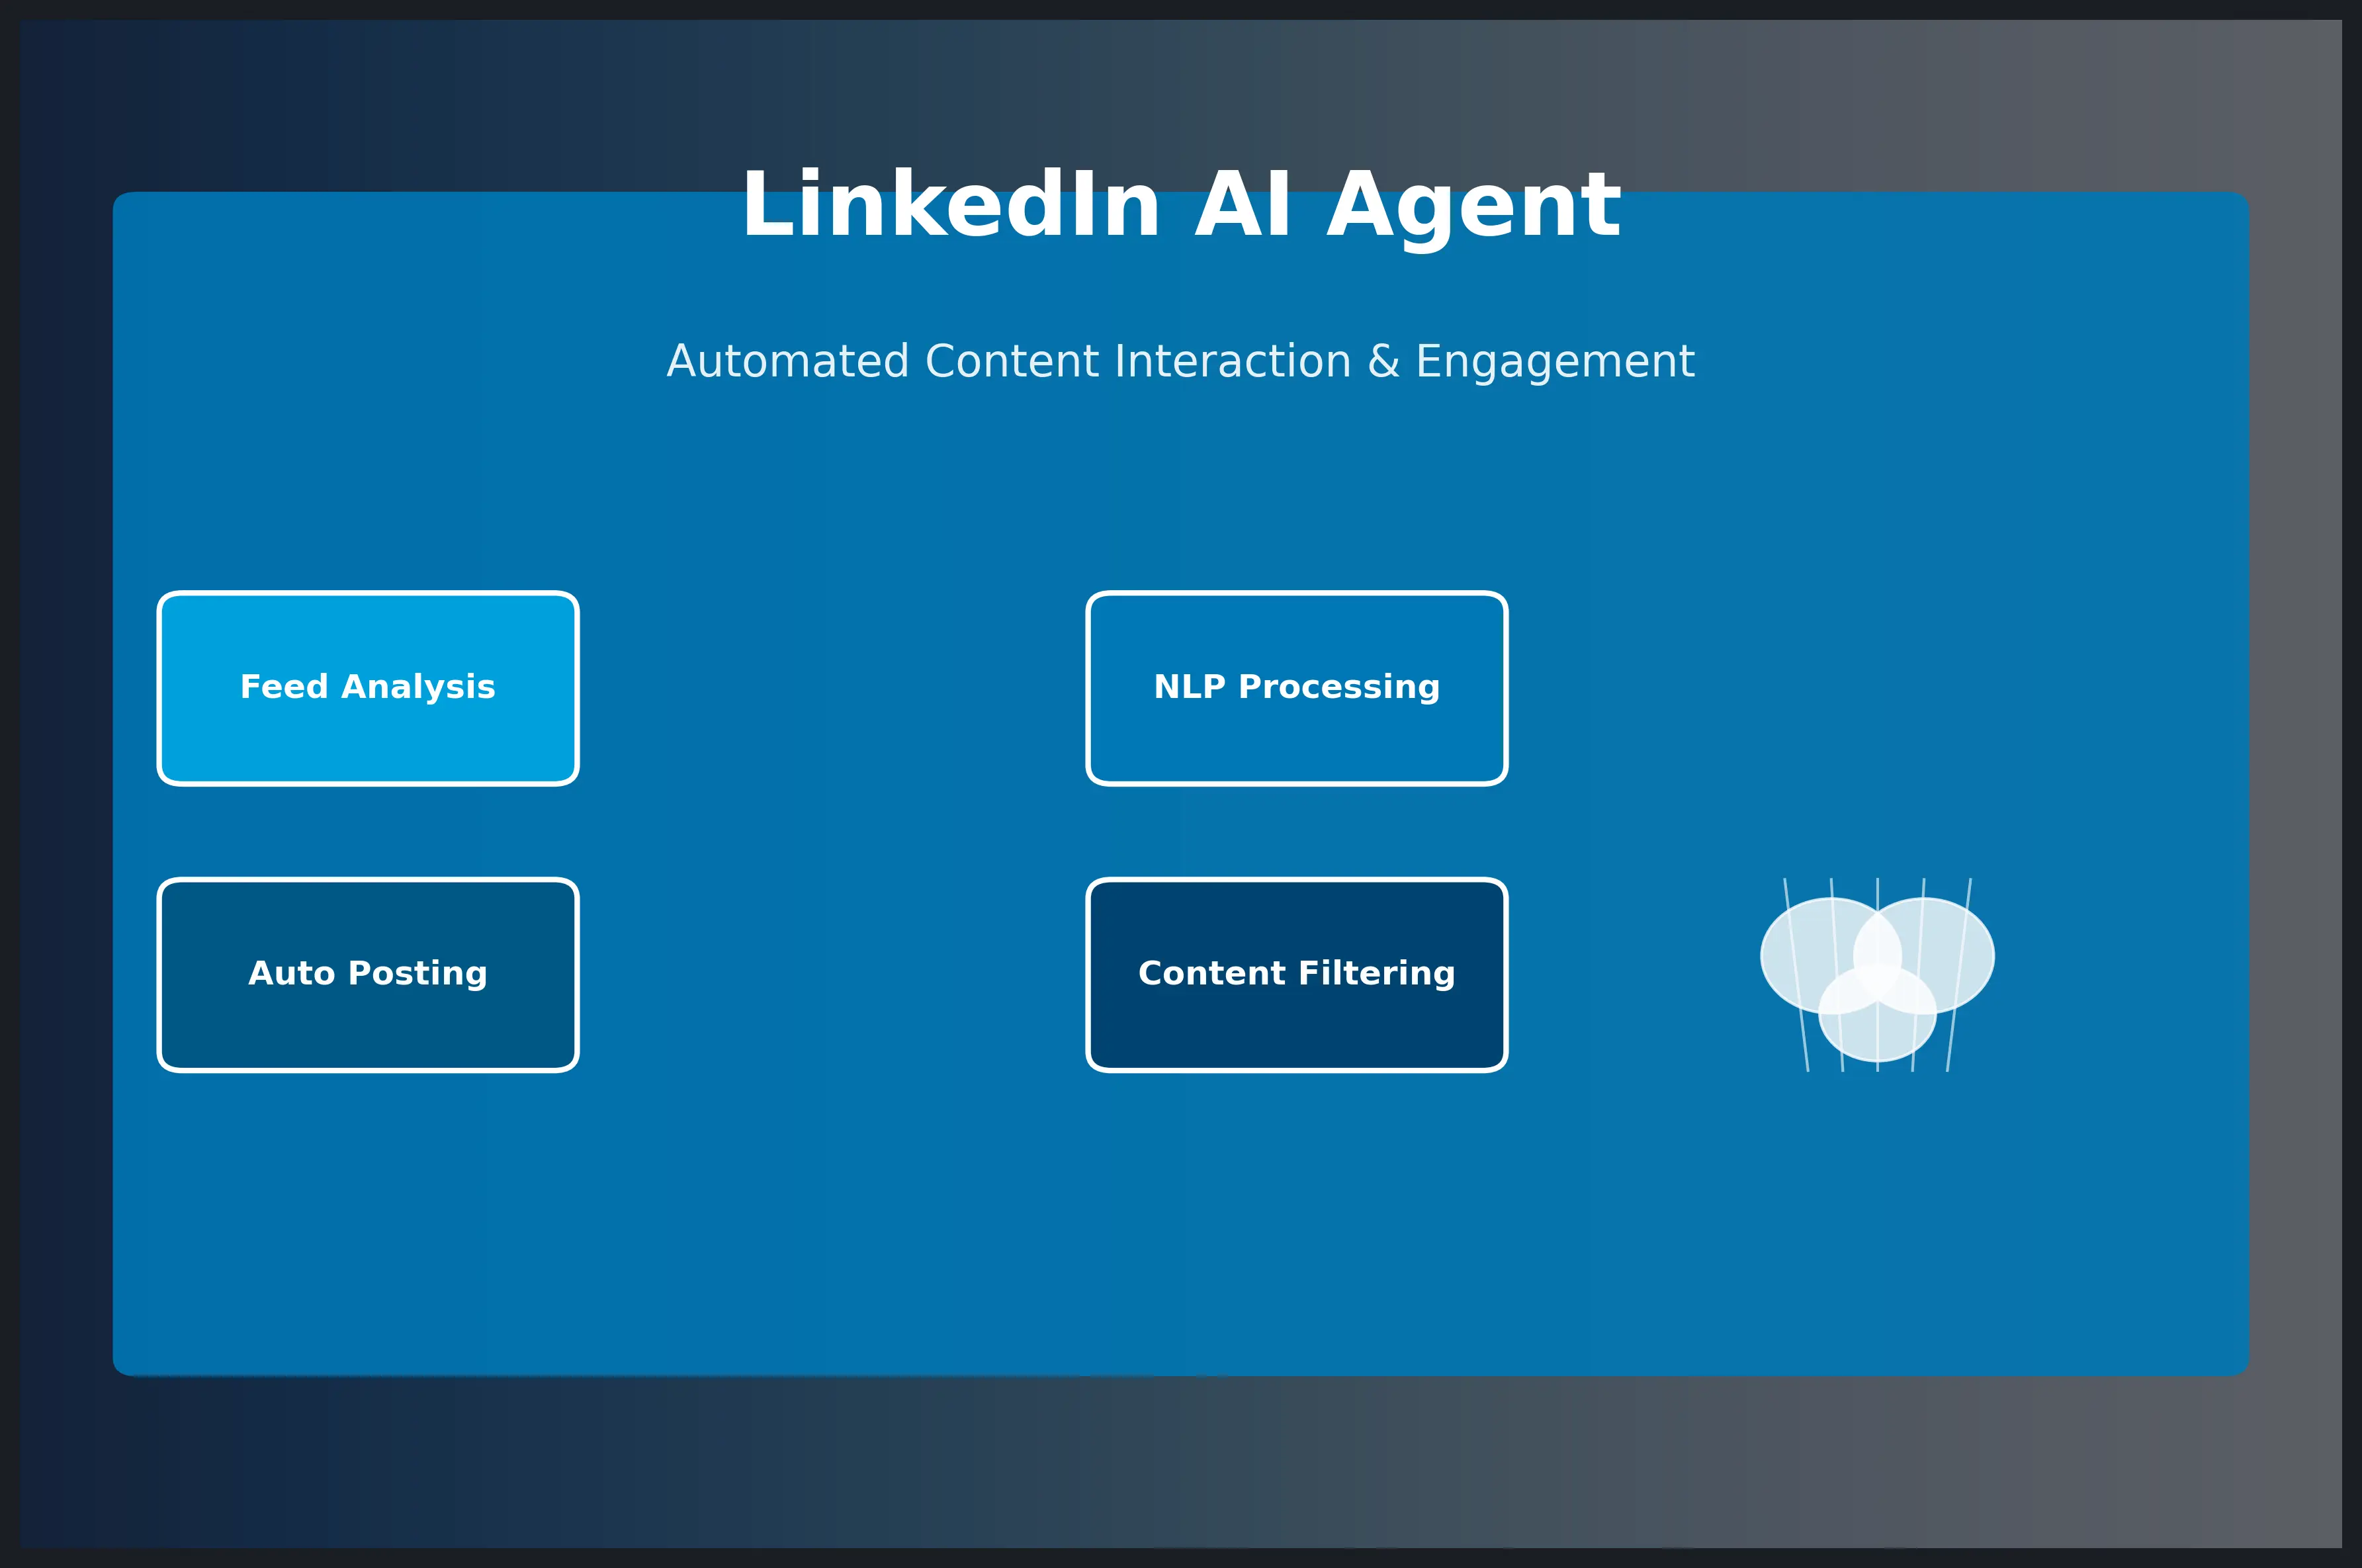 LinkedIn AI Agent
Automated Content Interaction & Engagement
Feed Analysis
NLP Processing
Auto Posting
Content Filtering